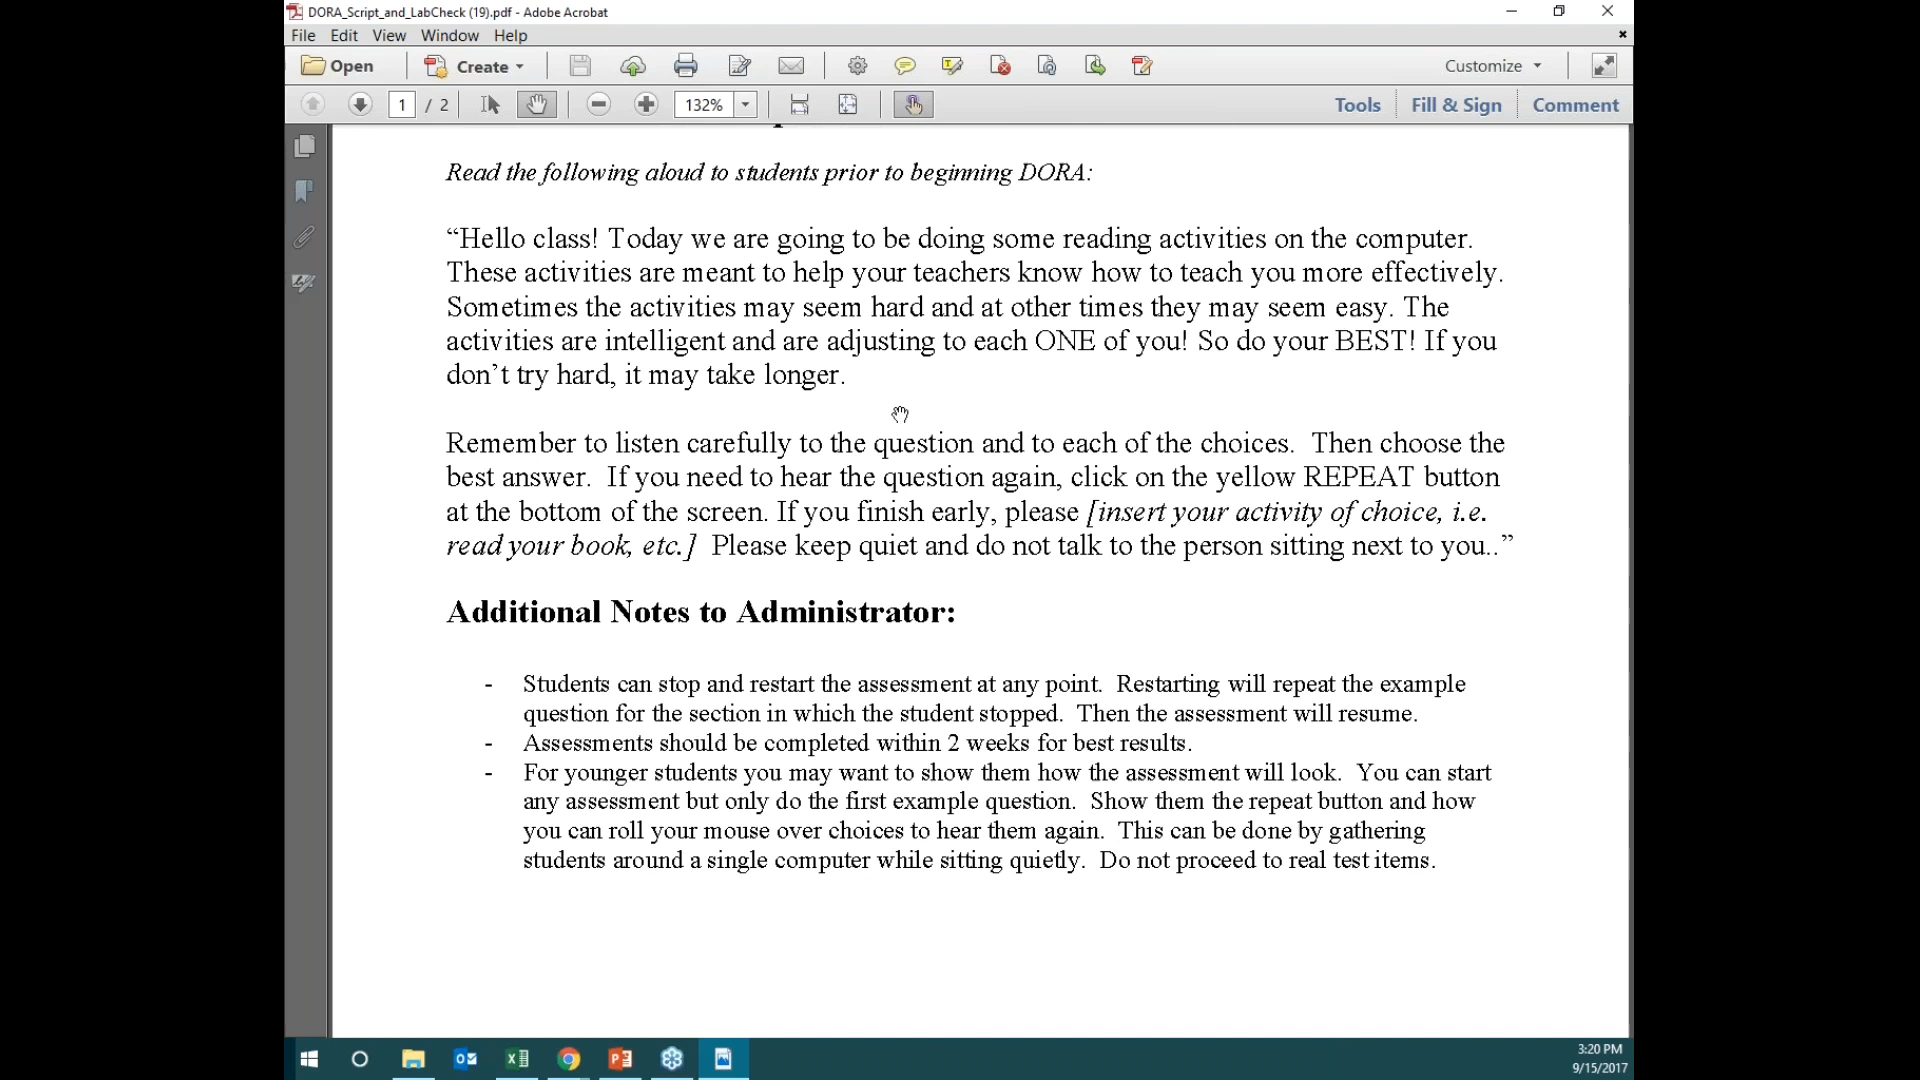 DORA_Script_and_LabCheck (19).pdf - Adobe Acrobat
File Edit View Window Help
Open Create Customize
1 / 2 132% Tools Fill & Sign Comment
Read the following aloud to students prior to beginning DORA:
“Hello class! Today we are going to be doing some reading activities on the computer.
These activities are meant to help your teachers know how to teach you more effectively.
Sometimes the activities may seem hard and at other times they may seem easy. The
activities are intelligent and are adjusting to each ONE of you! So do your BEST! If you
don’t try hard, it may take longer.
Remember to listen carefully to the question and to each of the choices. Then choose the
best answer. If you need to hear the question again, click on the yellow REPEAT button
at the bottom of the screen. If you finish early, please [insert your activity of choice, i.e.
read your book, etc.] Please keep quiet and do not talk to the person sitting next to you..”
Additional Notes to Administrator:
- Students can stop and restart the assessment at any point. Restarting will repeat the example
question for the section in which the student stopped. Then the assessment will resume.
- Assessments should be completed within 2 weeks for best results.
- For younger students you may want to show them how the assessment will look. You can start
any assessment but only do the first example question. Show them the repeat button and how
you can roll your mouse over choices to hear them again. This can be done by gathering
students around a single computer while sitting quietly. Do not proceed to real test items.
3:20 PM
9/15/2017